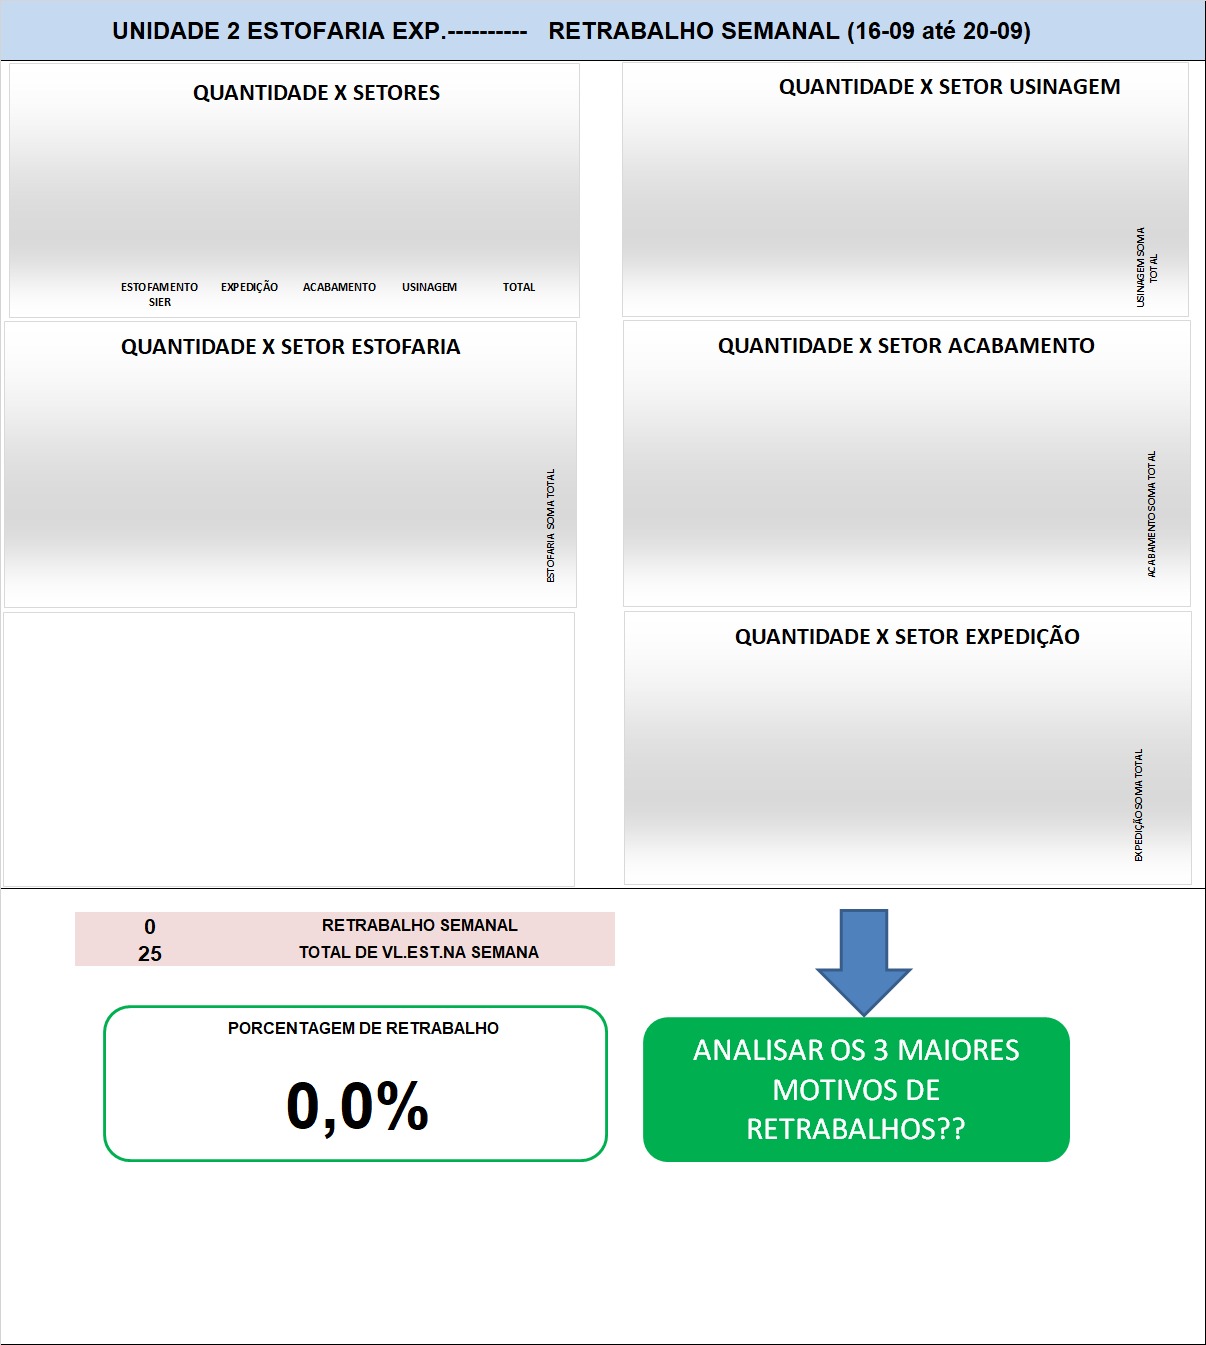 UNIDADE 2 ESTOFARIA EXP.---------- RETRABALHO SEMANAL (16-09 até 20-09)
QUANTIDADE X SETORES
ESTOFAMENTO
SIER
EXPEDIÇÃO
ACABAMENTO
USINAGEM
TOTAL
QUANTIDADE X SETOR USINAGEM
USINAGEM SOMA
TOTAL
QUANTIDADE X SETOR ESTOFARIA
ESTOFARIA SOMA TOTAL
QUANTIDADE X SETOR ACABAMENTO
ACABAMENTO SOMA TOTAL
QUANTIDADE X SETOR EXPEDIÇÃO
EXPEDIÇÃO SOMA TOTAL
0 RETRABALHO SEMANAL
25 TOTAL DE VL.EST.NA SEMANA
PORCENTAGEM DE RETRABALHO
0,0%
ANALISAR OS 3 MAIORES
MOTIVOS DE
RETRABALHOS??